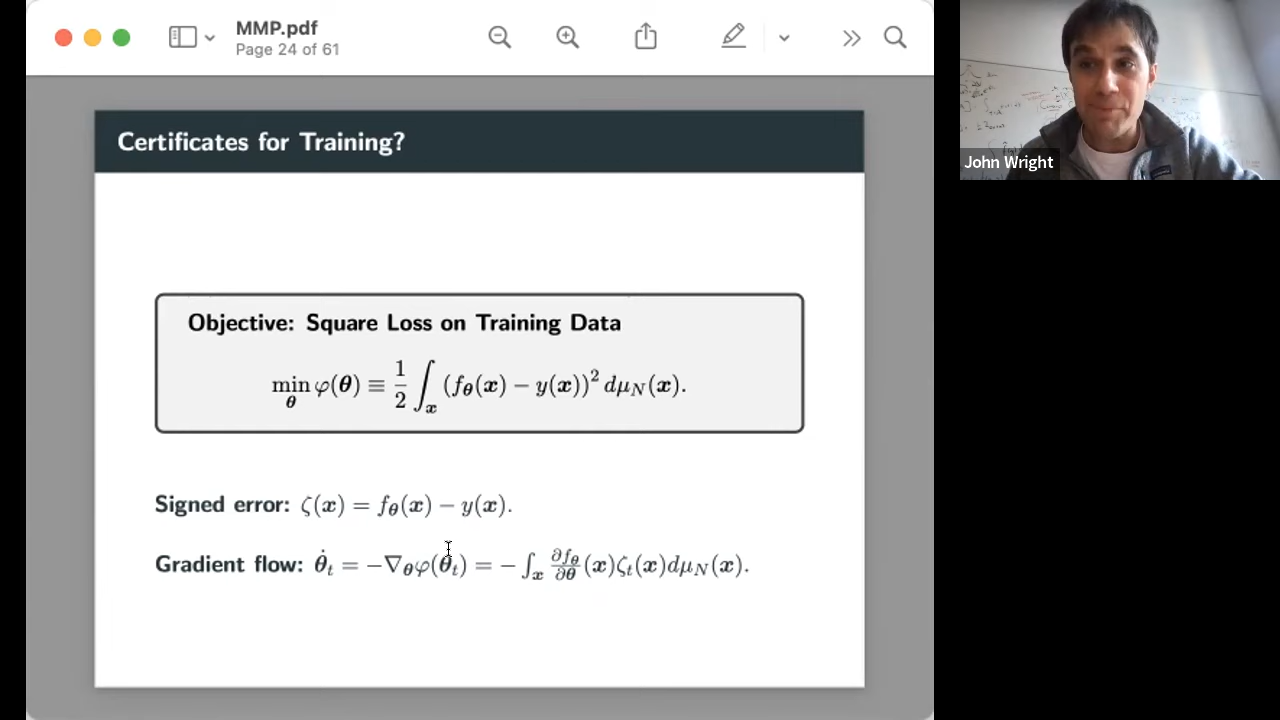 MMP.pdf
Page 24 of 61
Certificates for Training?
Objective: Square Loss on Training Data
min_θ φ(θ) ≡ 1/2 ∫_x (f_θ(x) − y(x))² dμ_N(x).
Signed error: ζ(x) = f_θ(x) − y(x).
Gradient flow: θ̇_t = −∇_θφ(θ_t) = − ∫_x ∂f_θ/∂θ (x)ζ_t(x)dμ_N(x).
John Wright